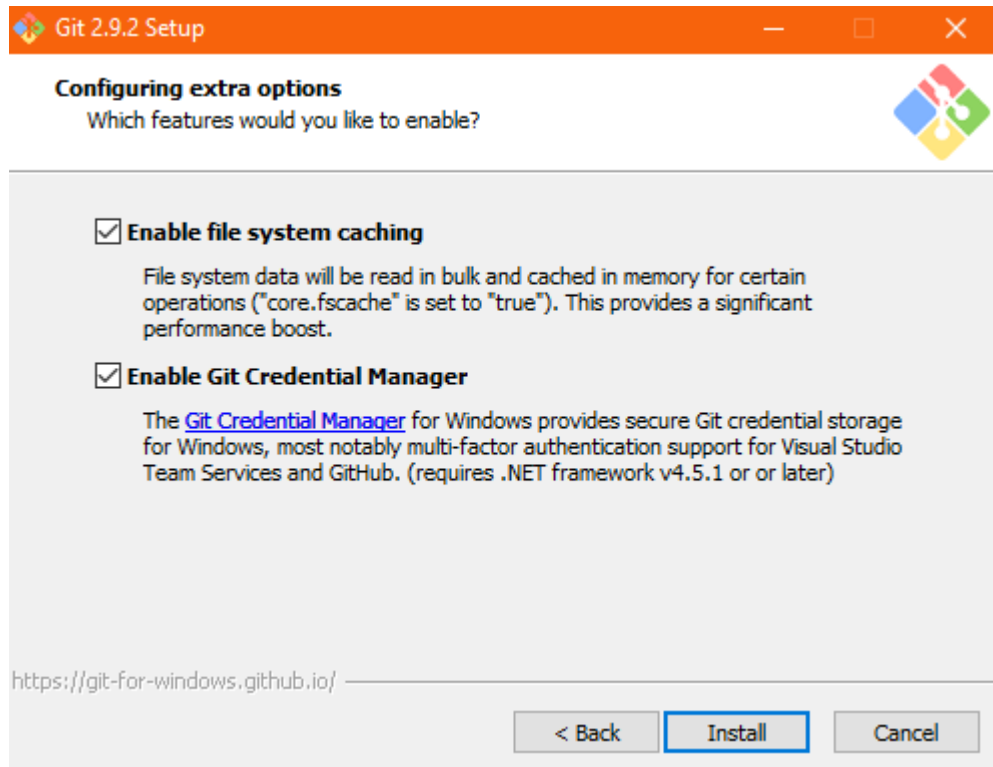 Git 2.9.2 Setup
Configuring extra options
Which features would you like to enable?
Enable file system caching
File system data will be read in bulk and cached in memory for certain
operations ("core.fscache" is set to "true"). This provides a significant
performance boost.
Enable Git Credential Manager
The Git Credential Manager for Windows provides secure Git credential storage
for Windows, most notably multi-factor authentication support for Visual Studio
Team Services and GitHub. (requires .NET framework v4.5.1 or or later)
https://git-for-windows.github.io/
< Back Install Cancel